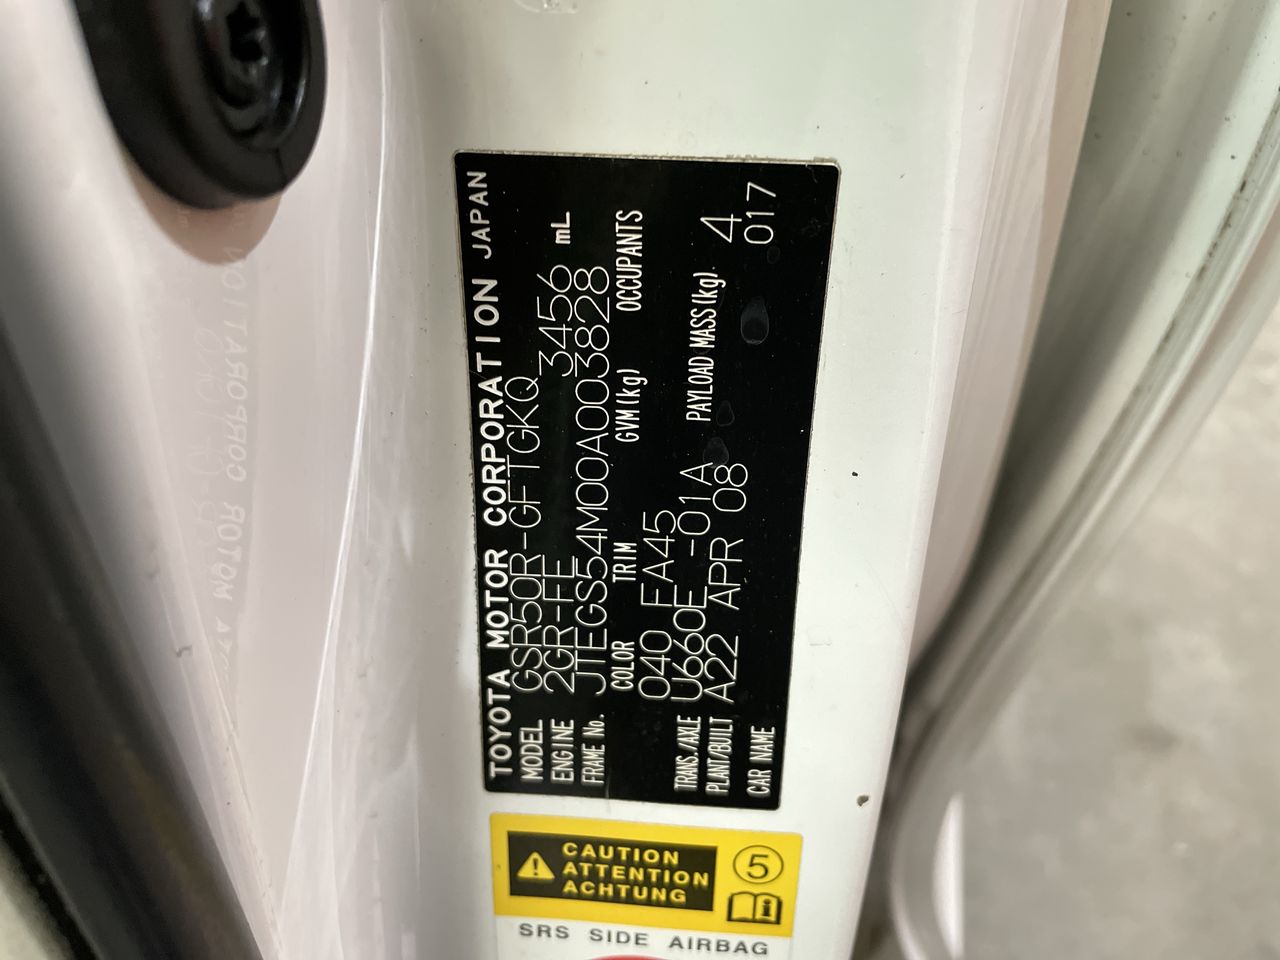 TOYOTA MOTOR CORPORATION JAPAN
MODEL GSR50R-GFTGKQ
ENGINE 2GR-FE 3456 mL
FRAME No. JTEGS54M00A003828
COLOR TRIM GVM(kg) OCCUPANTS
040 FA45
TRANS./AXLE U660E -01A PAYLOAD MASS(kg). 4
PLANT/BUILT A22 APR 08 017
CAR NAME
CAUTION
ATTENTION
ACHTUNG
5
SRS SIDE AIRBAG